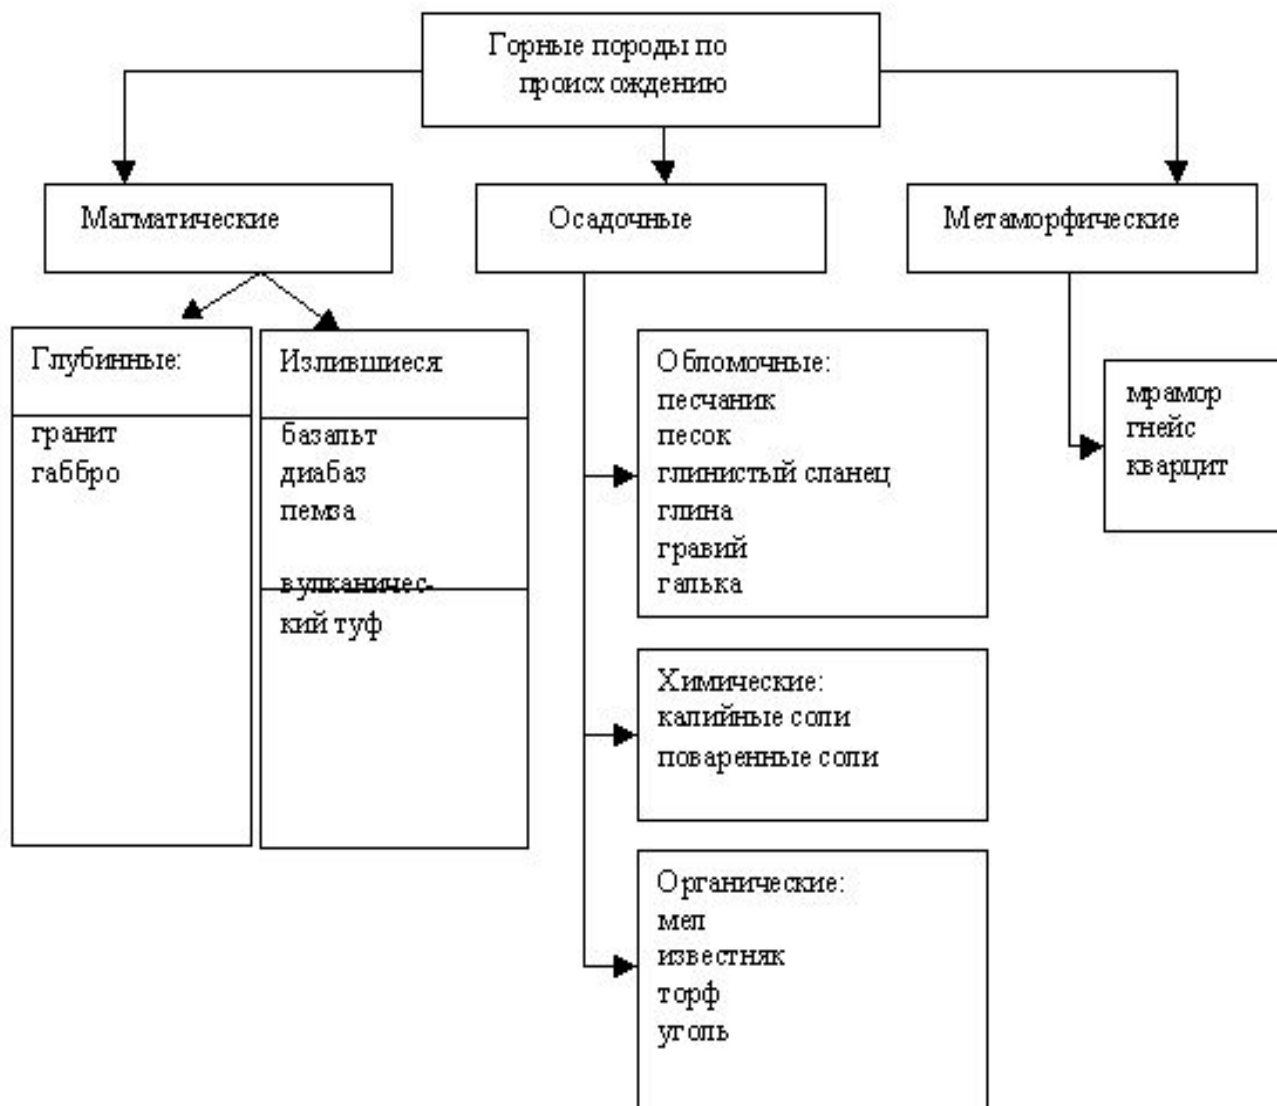 Горные породы по
происхождению
Магматические
Осадочные
Метаморфические
Глубинные:
гранит
габбро
Излившиеся
базальт
диабаз
пемза
вулканичес-
кий туф
Обломочные:
песчаник
песок
глинистый сланец
глина
гравий
галька
Химические:
калийные соли
поваренные соли
Органические:
мел
известняк
торф
уголь
мрамор
гнейс
кварцит